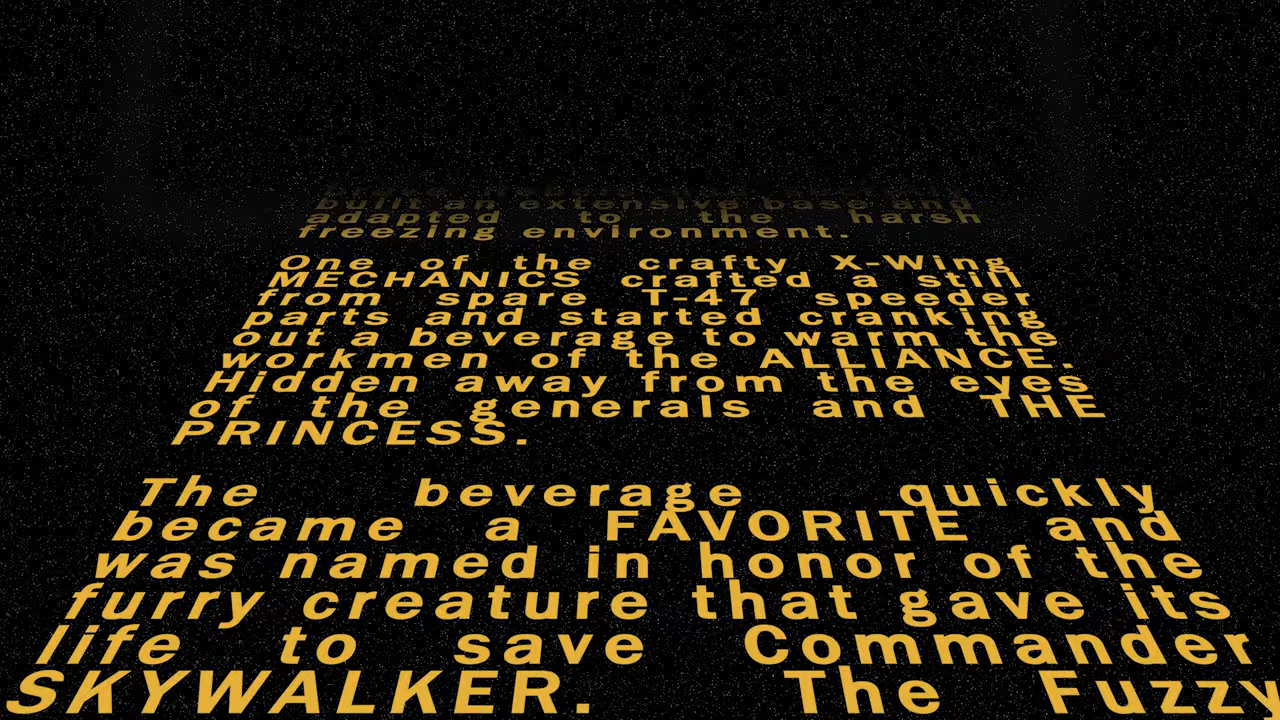 built an extensive base and
adapted to the harsh
freezing environment.
One of the crafty X-Wing
MECHANICS crafted a still
from spare T-47 speeder
parts and started cranking
out a beverage to warm the
workmen of the ALLIANCE.
Hidden away from the eyes
of the generals and THE
PRINCESS.
The beverage quickly
became a FAVORITE and
was named in honor of the
furry creature that gave its
life to save Commander
SKYWALKER. The Fuzzy